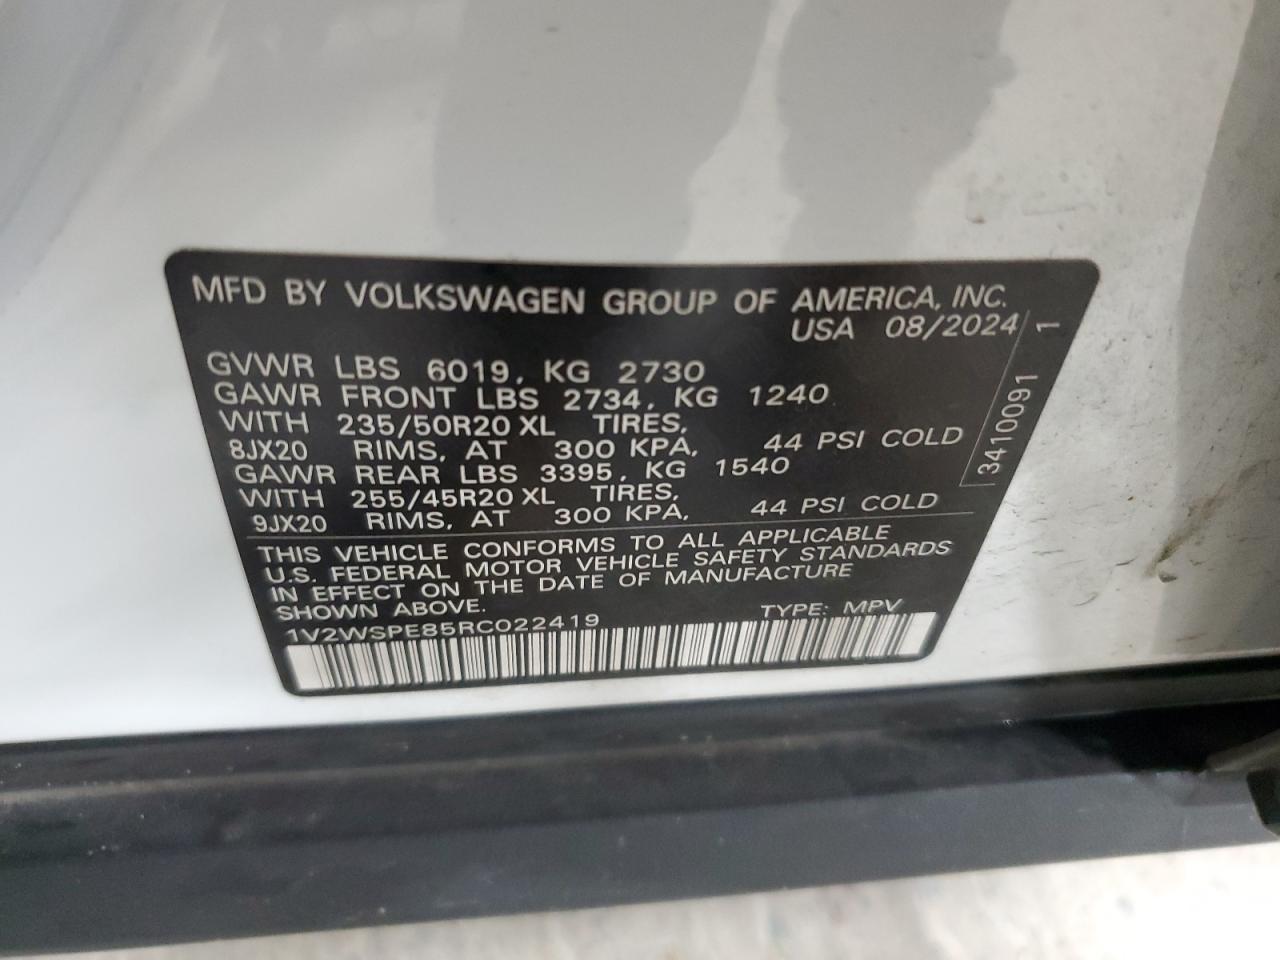 MFD BY VOLKSWAGEN GROUP OF AMERICA, INC.
USA 08/2024
GVWR LBS 6019, KG 2730
GAWR FRONT LBS 2734, KG 1240
WITH 235/50R20 XL TIRES,
8JX20 RIMS, AT 300 KPA, 44 PSI COLD
GAWR REAR LBS 3395, KG 1540
WITH 255/45R20 XL TIRES,
9JX20 RIMS, AT 300 KPA, 44 PSI COLD
3410091 1
THIS VEHICLE CONFORMS TO ALL APPLICABLE
U.S. FEDERAL MOTOR VEHICLE SAFETY STANDARDS
IN EFFECT ON THE DATE OF MANUFACTURE
SHOWN ABOVE.
1V2WSPE85RC022419 TYPE: MPV